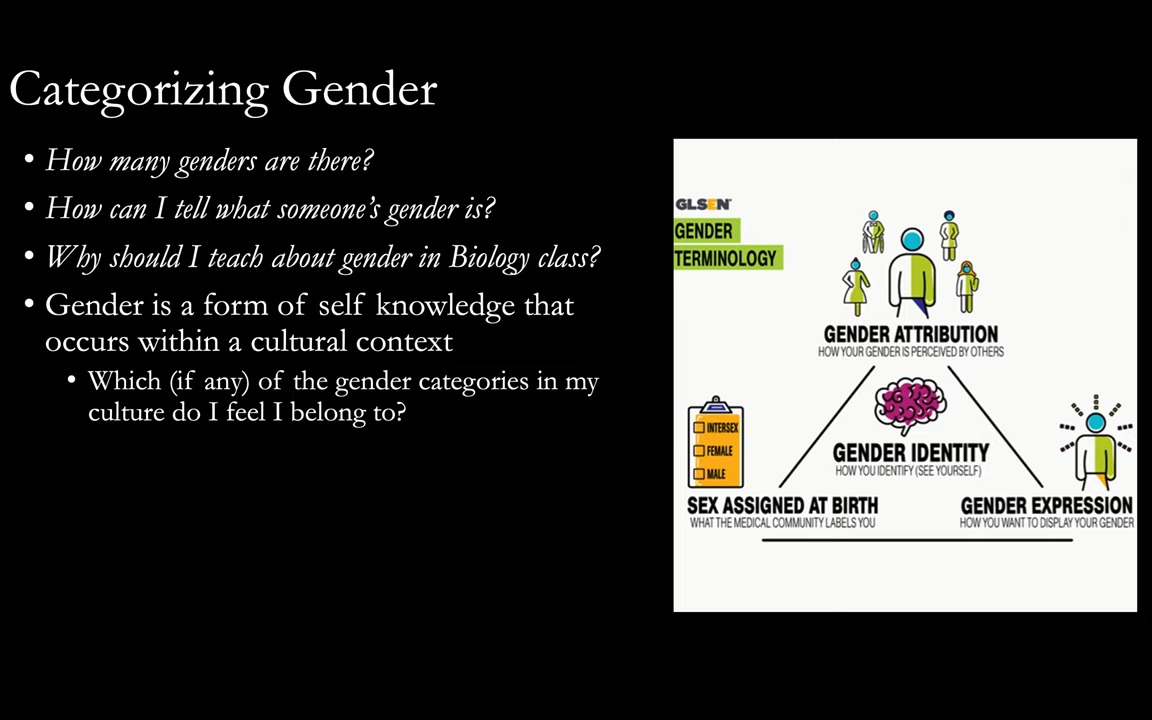 Categorizing Gender
• How many genders are there?
• How can I tell what someone's gender is?
• Why should I teach about gender in Biology class?
• Gender is a form of self knowledge that
occurs within a cultural context
• Which (if any) of the gender categories in my
culture do I feel I belong to?
GLSEN
GENDER
TERMINOLOGY
GENDER ATTRIBUTION
HOW YOUR GENDER IS PERCEIVED BY OTHERS
INTERSEX
FEMALE
MALE
GENDER IDENTITY
HOW YOU IDENTIFY (SEE YOURSELF)
SEX ASSIGNED AT BIRTH
WHAT THE MEDICAL COMMUNITY LABELS YOU
GENDER EXPRESSION
HOW YOU WANT TO DISPLAY YOUR GENDER